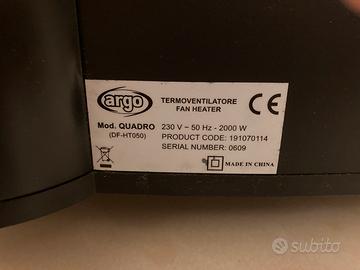 argo
TERMOVENTILATORE
FAN HEATER
CE
Mod. QUADRO
(DF-HT050)
230 V ~ 50 Hz - 2000 W
PRODUCT CODE: 191070114
SERIAL NUMBER: 0609
MADE IN CHINA
subito